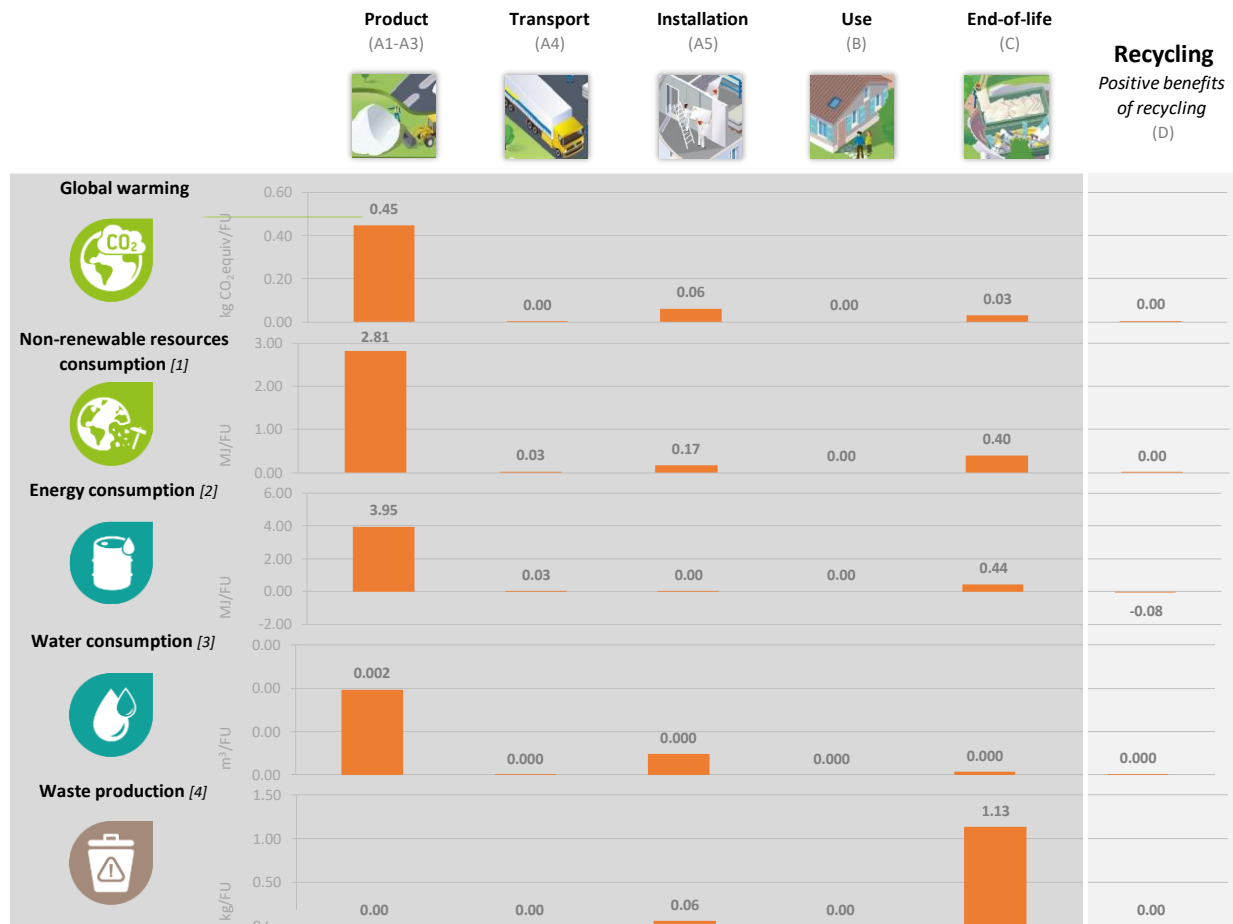 Product
(A1-A3)
Transport
(A4)
Installation
(A5)
Use
(B)
End-of-life
(C)
Recycling
Positive benefits
of recycling
(D)
Global warming
CO2
kg CO₂equiv/FU
0.60
0.40
0.20
0.00
0.45
0.00
0.06
0.00
0.03
0.00
Non-renewable resources
consumption [1]
MJ/FU
3.00
2.00
1.00
0.00
2.81
0.03
0.17
0.00
0.40
0.00
Energy consumption [2]
MJ/FU
6.00
4.00
2.00
0.00
-2.00
3.95
0.03
0.00
0.00
0.44
-0.08
Water consumption [3]
m³/FU
0.00
0.00
0.00
0.00
0.002
0.000
0.000
0.000
0.000
0.000
Waste production [4]
kg/FU
1.50
1.00
0.50
0.00
0.00
0.06
0.00
1.13
0.00